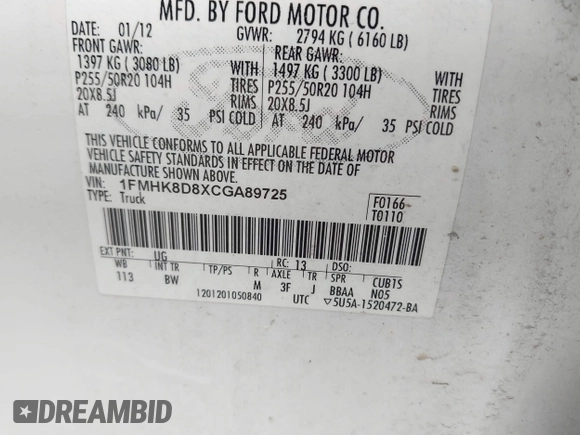 MFD. BY FORD MOTOR CO.
DATE: 01/12 GVWR: 2794 KG ( 6160 LB)
FRONT GAWR: REAR GAWR:
1397 KG ( 3080 LB) WITH 1497 KG ( 3300 LB) WITH
P255/50R20 104H TIRES P255/50R20 104H TIRES
20X8.5J RIMS 20X8.5J RIMS
AT 240 kPa/ 35 PSI COLD AT 240 kPa/ 35 PSI COLD
THIS VEHICLE CONFORMS TO ALL APPLICABLE FEDERAL MOTOR
VEHICLE SAFETY STANDARDS IN EFFECT ON THE DATE OF
MANUFACTURE SHOWN ABOVE.
VIN: 1FMHK8D8XCGA89725 F0166
TYPE: Truck T0110
EXT PNT: UG RC: 13 DSO:
WB INT TR TP/PS R AXLE TR SPR CUB1S
113 BW M 3F J BBAA N05
1201201050840 UTC ▽5U5A-1520472-BA
DREAMBID